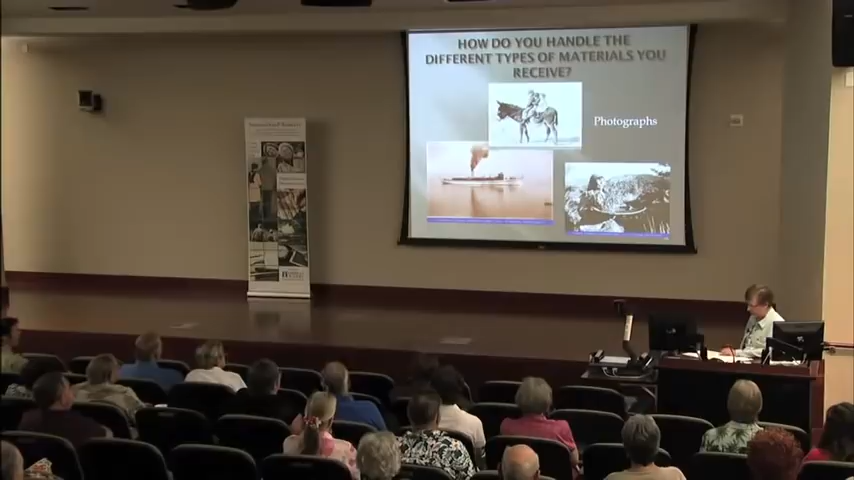 HOW DO YOU HANDLE THE
DIFFERENT TYPES OF MATERIALS YOU
RECEIVE?
Photographs